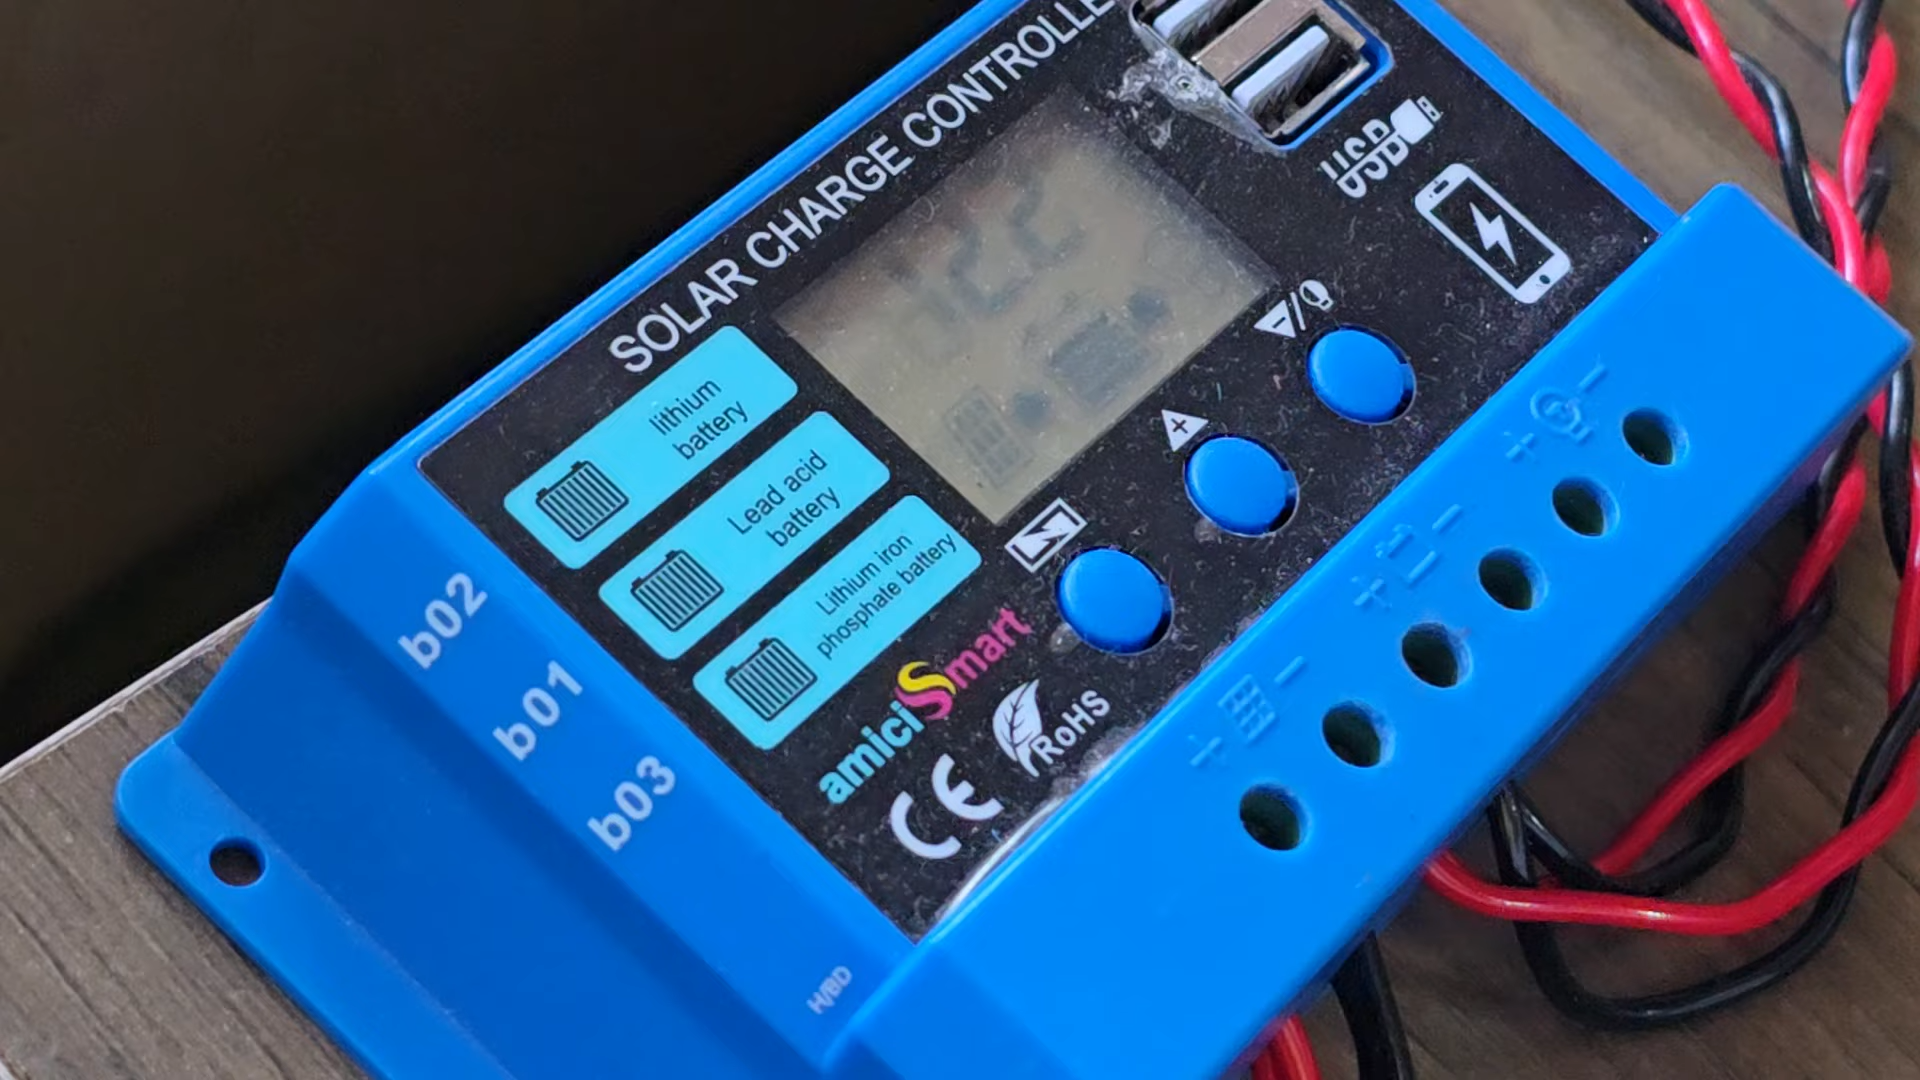 SOLAR CHARGE CONTROLLE
USB
lithium
battery
Lead acid
battery
Lithium iron
phosphate battery
b02
b01
b03
amiciSmart
CE
RoHS
H/BD